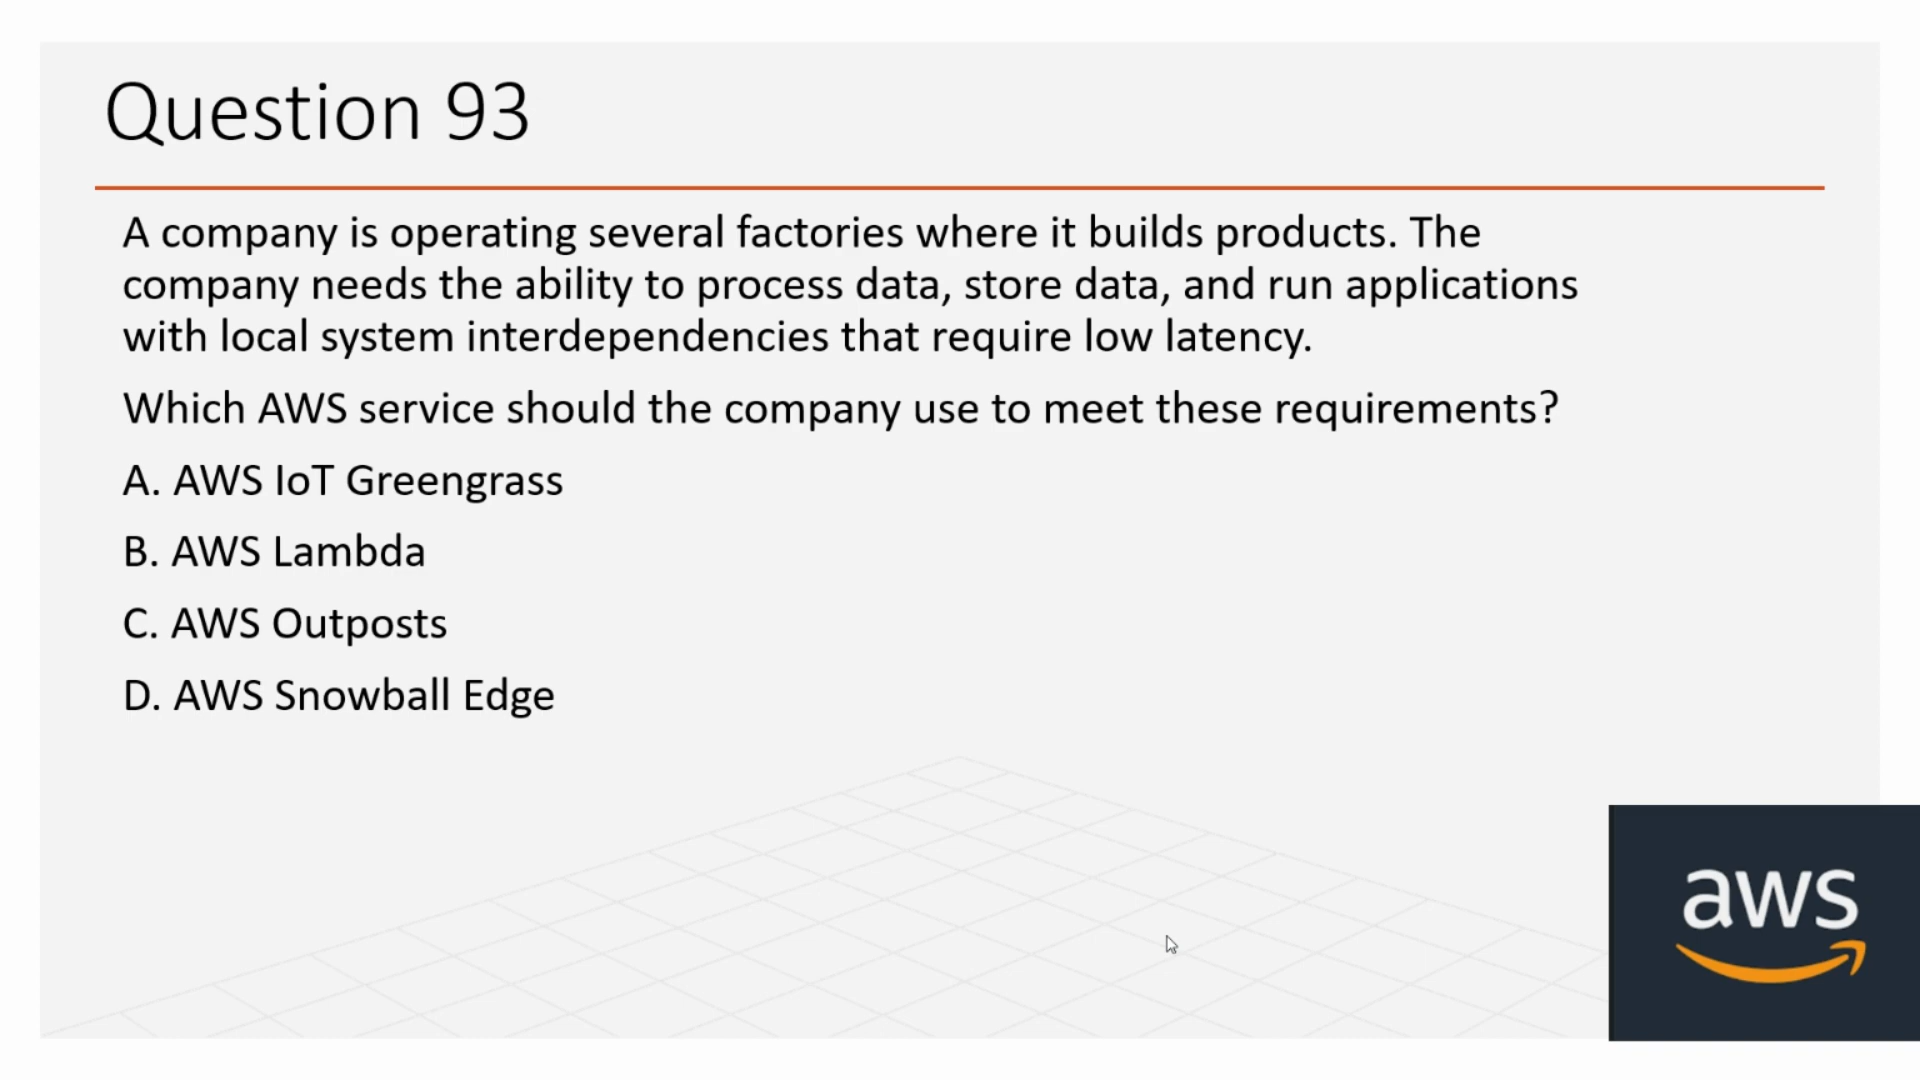 Question 93
A company is operating several factories where it builds products. The
company needs the ability to process data, store data, and run applications
with local system interdependencies that require low latency.
Which AWS service should the company use to meet these requirements?
A. AWS IoT Greengrass
B. AWS Lambda
C. AWS Outposts
D. AWS Snowball Edge
aws